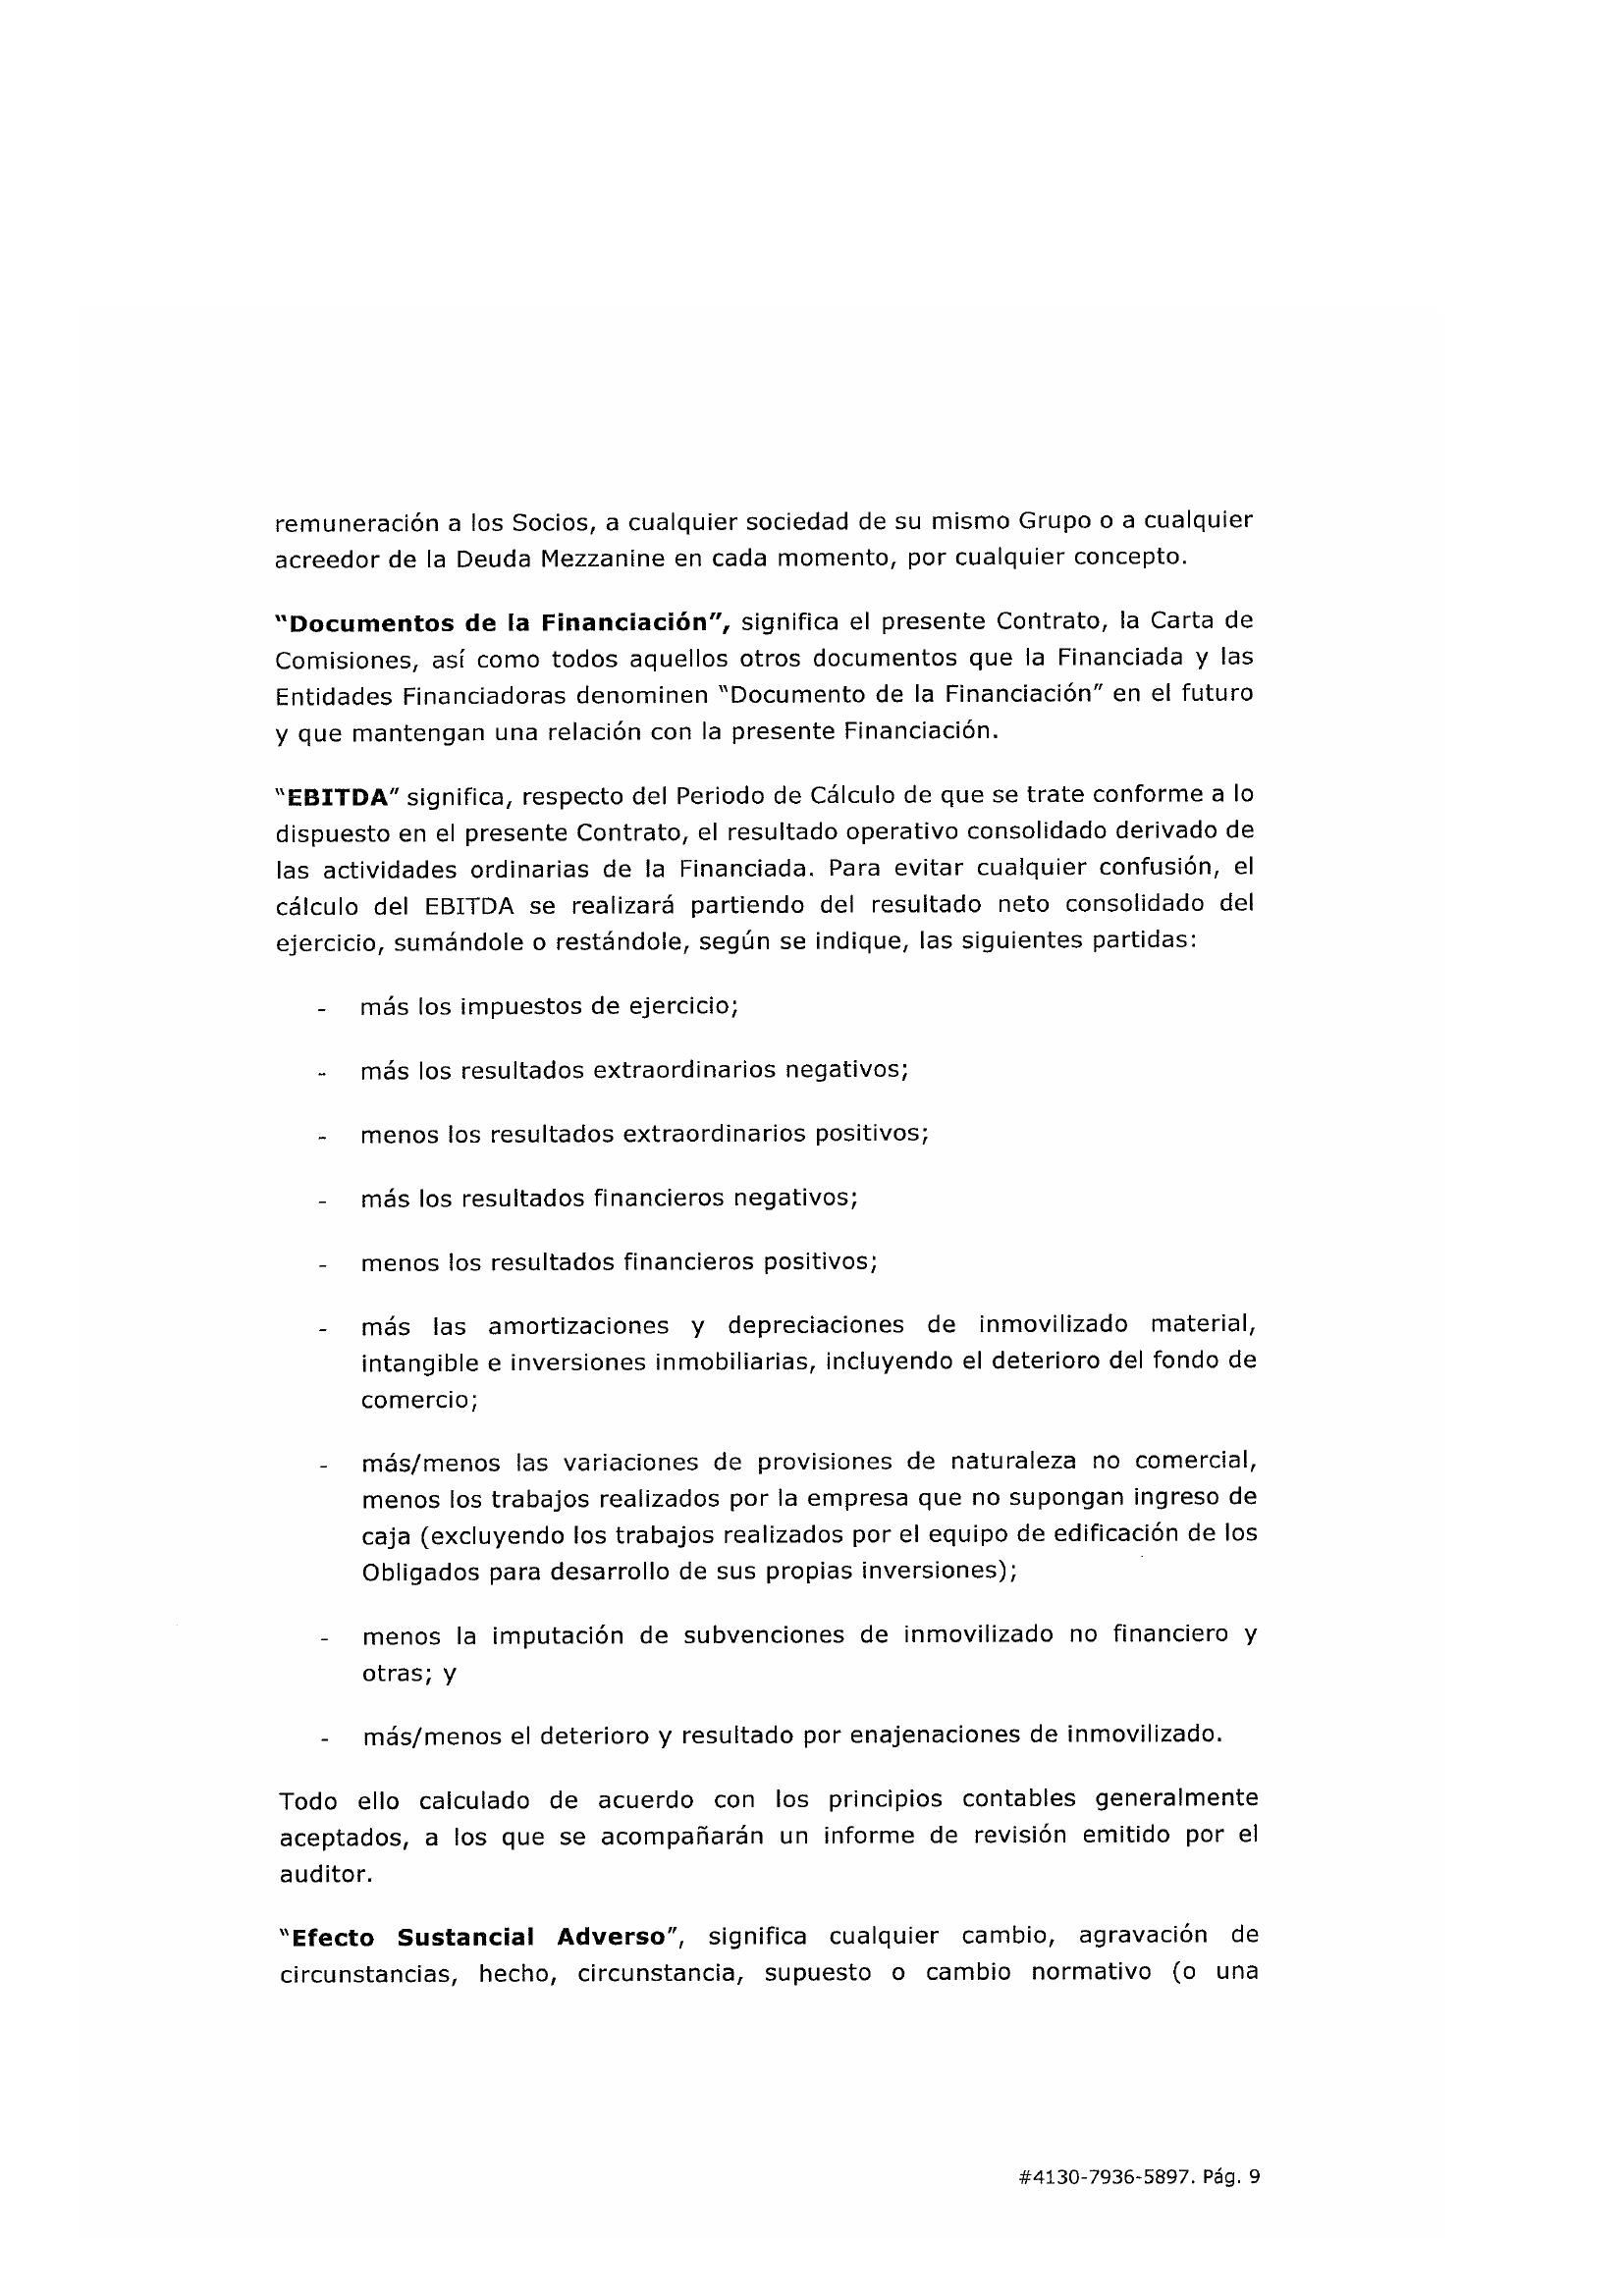 remuneración a los Socios, a cualquier sociedad de su mismo Grupo o a cualquier
acreedor de la Deuda Mezzanine en cada momento, por cualquier concepto.
"Documentos de la Financiación", significa el presente Contrato, la Carta de
Comisiones, así como todos aquellos otros documentos que la Financiada y las
Entidades Financiadoras denominen "Documento de la Financiación" en el futuro
y que mantengan una relación con la presente Financiación.
"EBITDA" significa, respecto del Periodo de Cálculo de que se trate conforme a lo
dispuesto en el presente Contrato, el resultado operativo consolidado derivado de
las actividades ordinarias de la Financiada. Para evitar cualquier confusión, el
cálculo del EBITDA se realizará partiendo del resultado neto consolidado del
ejercicio, sumándole o restándole, según se indique, las siguientes partidas:
- más los impuestos de ejercicio;
- más los resultados extraordinarios negativos;
- menos los resultados extraordinarios positivos;
- más los resultados financieros negativos;
- menos los resultados financieros positivos;
- más las amortizaciones y depreciaciones de inmovilizado material,
intangible e inversiones inmobiliarias, incluyendo el deterioro del fondo de
comercio;
- más/menos las variaciones de provisiones de naturaleza no comercial,
menos los trabajos realizados por la empresa que no supongan ingreso de
caja (excluyendo los trabajos realizados por el equipo de edificación de los
Obligados para desarrollo de sus propias inversiones);
- menos la imputación de subvenciones de inmovilizado no financiero y
otras; y
- más/menos el deterioro y resultado por enajenaciones de inmovilizado.
Todo ello calculado de acuerdo con los principios contables generalmente
aceptados, a los que se acompañarán un informe de revisión emitido por el
auditor.
"Efecto Sustancial Adverso", significa cualquier cambio, agravación de
circunstancias, hecho, circunstancia, supuesto o cambio normativo (o una
#4130-7936-5897. Pág. 9